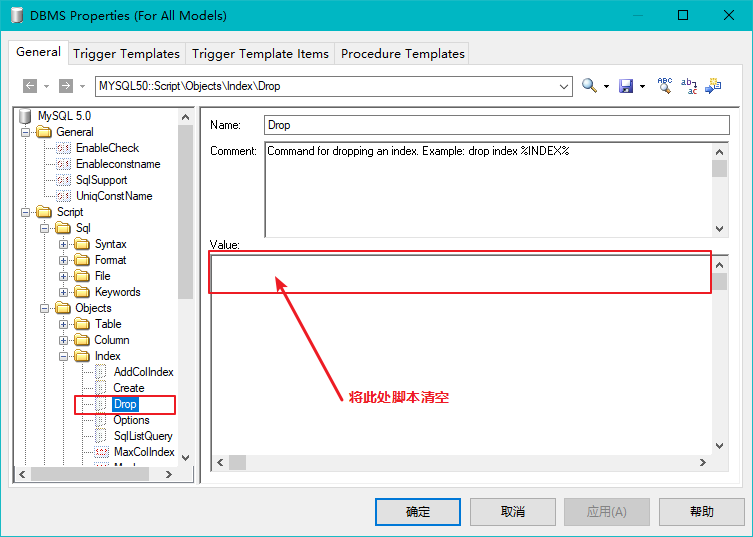 DBMS Properties (For All Models)
General
Trigger Templates
Trigger Template Items
Procedure Templates
MYSQL50::Script\Objects\Index\Drop
MySQL 5.0
General
EnableCheck
Enableconstname
SqlSupport
UniqConstName
Script
Sql
Syntax
Format
File
Keywords
Objects
Table
Column
Index
AddColIndex
Create
Drop
Options
SqlListQuery
MaxColIndex
Name:
Drop
Comment:
Command for dropping an index. Example: drop index %INDEX%
Value:
将此处脚本清空
确定
取消
应用(A)
帮助